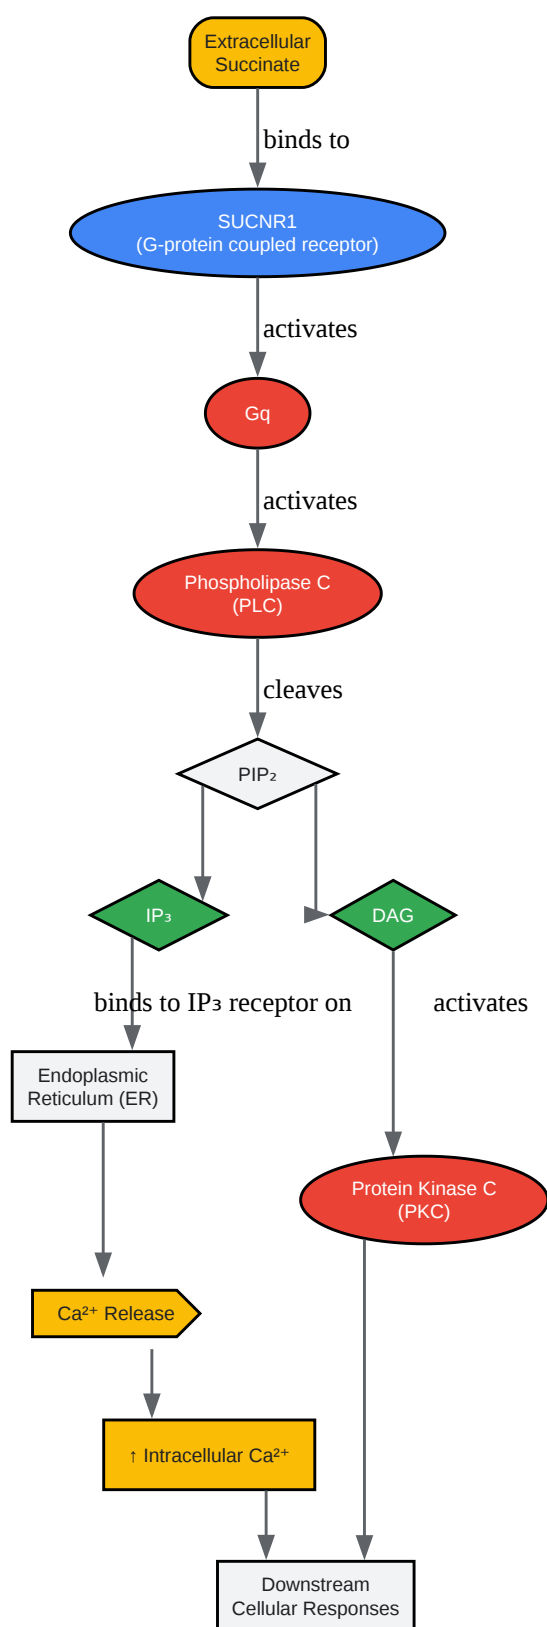 Extracellular
Succinate
binds to
SUCNR1
(G-protein coupled receptor)
activates
Gq
activates
Phospholipase C
(PLC)
cleaves
PIP₂
IP₃
DAG
binds to IP₃ receptor on
activates
Endoplasmic
Reticulum (ER)
Protein Kinase C
(PKC)
Ca²⁺ Release
↑ Intracellular Ca²⁺
Downstream
Cellular Responses